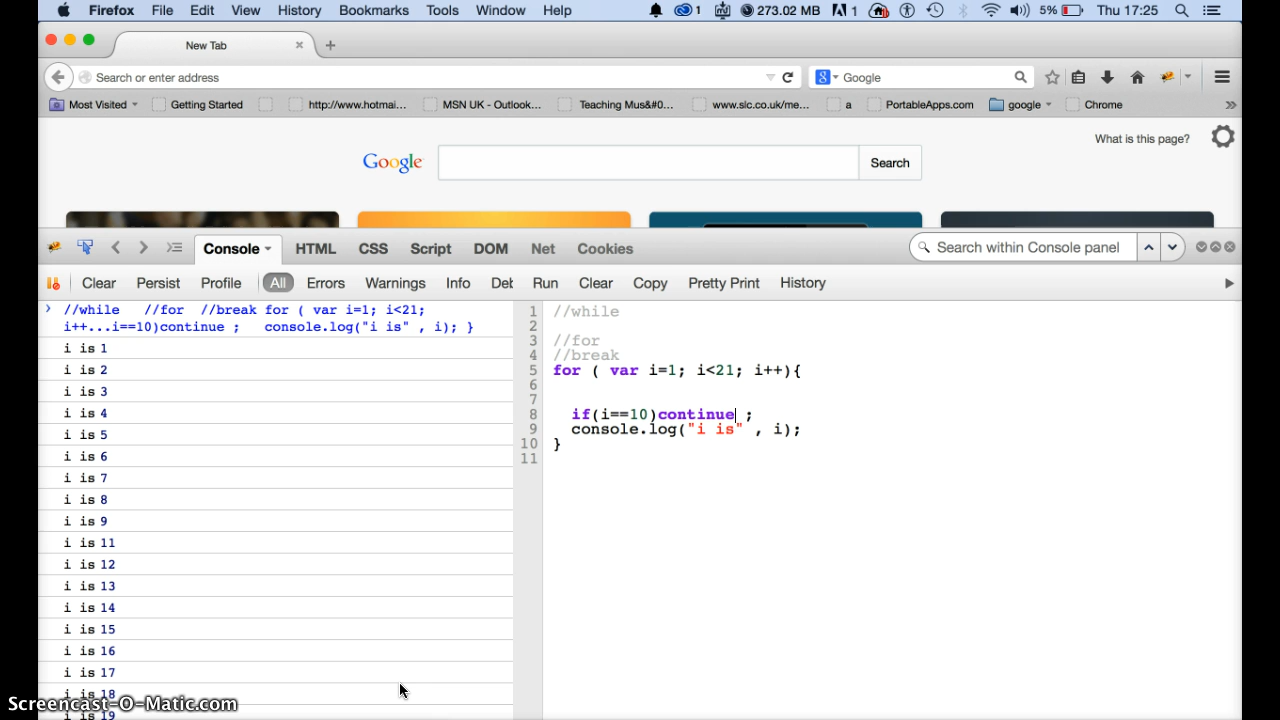 Firefox File Edit View History Bookmarks Tools Window Help 1 273.02 MB 1 5% Thu 17:25
New Tab
Search or enter address Google
Most Visited Getting Started http://www.hotmai... MSN UK - Outlook... Teaching Mus&#0... www.slc.co.uk/me... a PortableApps.com google Chrome »
What is this page?
Google Search
Console HTML CSS Script DOM Net Cookies Search within Console panel
Clear Persist Profile All Errors Warnings Info Deb Run Clear Copy Pretty Print History
//while //for //break for ( var i=1; i<21;
i++...i==10)continue ; console.log("i is" , i); }
i is 1
i is 2
i is 3
i is 4
i is 5
i is 6
i is 7
i is 8
i is 9
i is 11
i is 12
i is 13
i is 14
i is 15
i is 16
i is 17
i is 18
i is 19
1 //while
2
3 //for
4 //break
5 for ( var i=1; i<21; i++){
6
7
8 if(i==10)continue ;
9 console.log("i is" , i);
10 }
11
Screencast-O-Matic.com